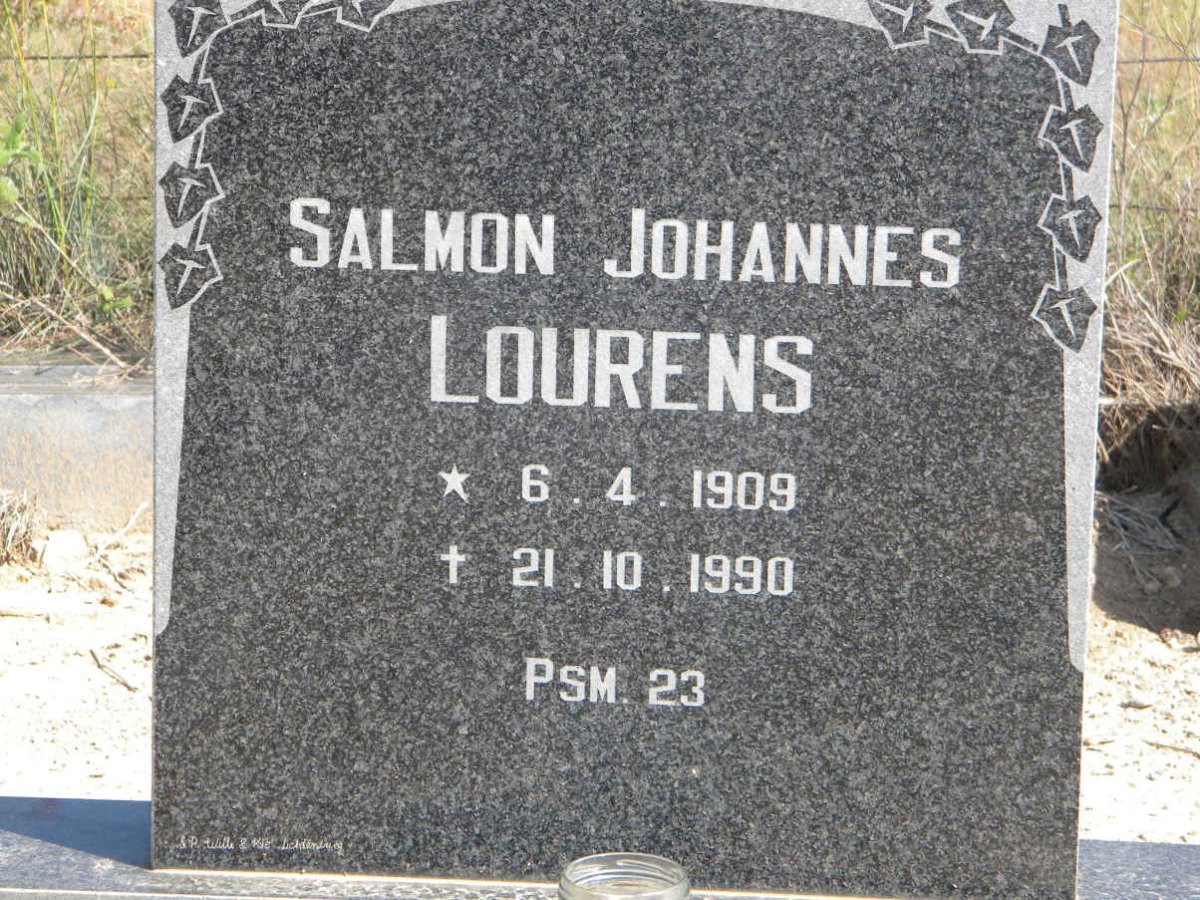 SALMON JOHANNES
LOURENS
★ 6 . 4 . 1909
† 21 . 10 . 1990
PSM. 23